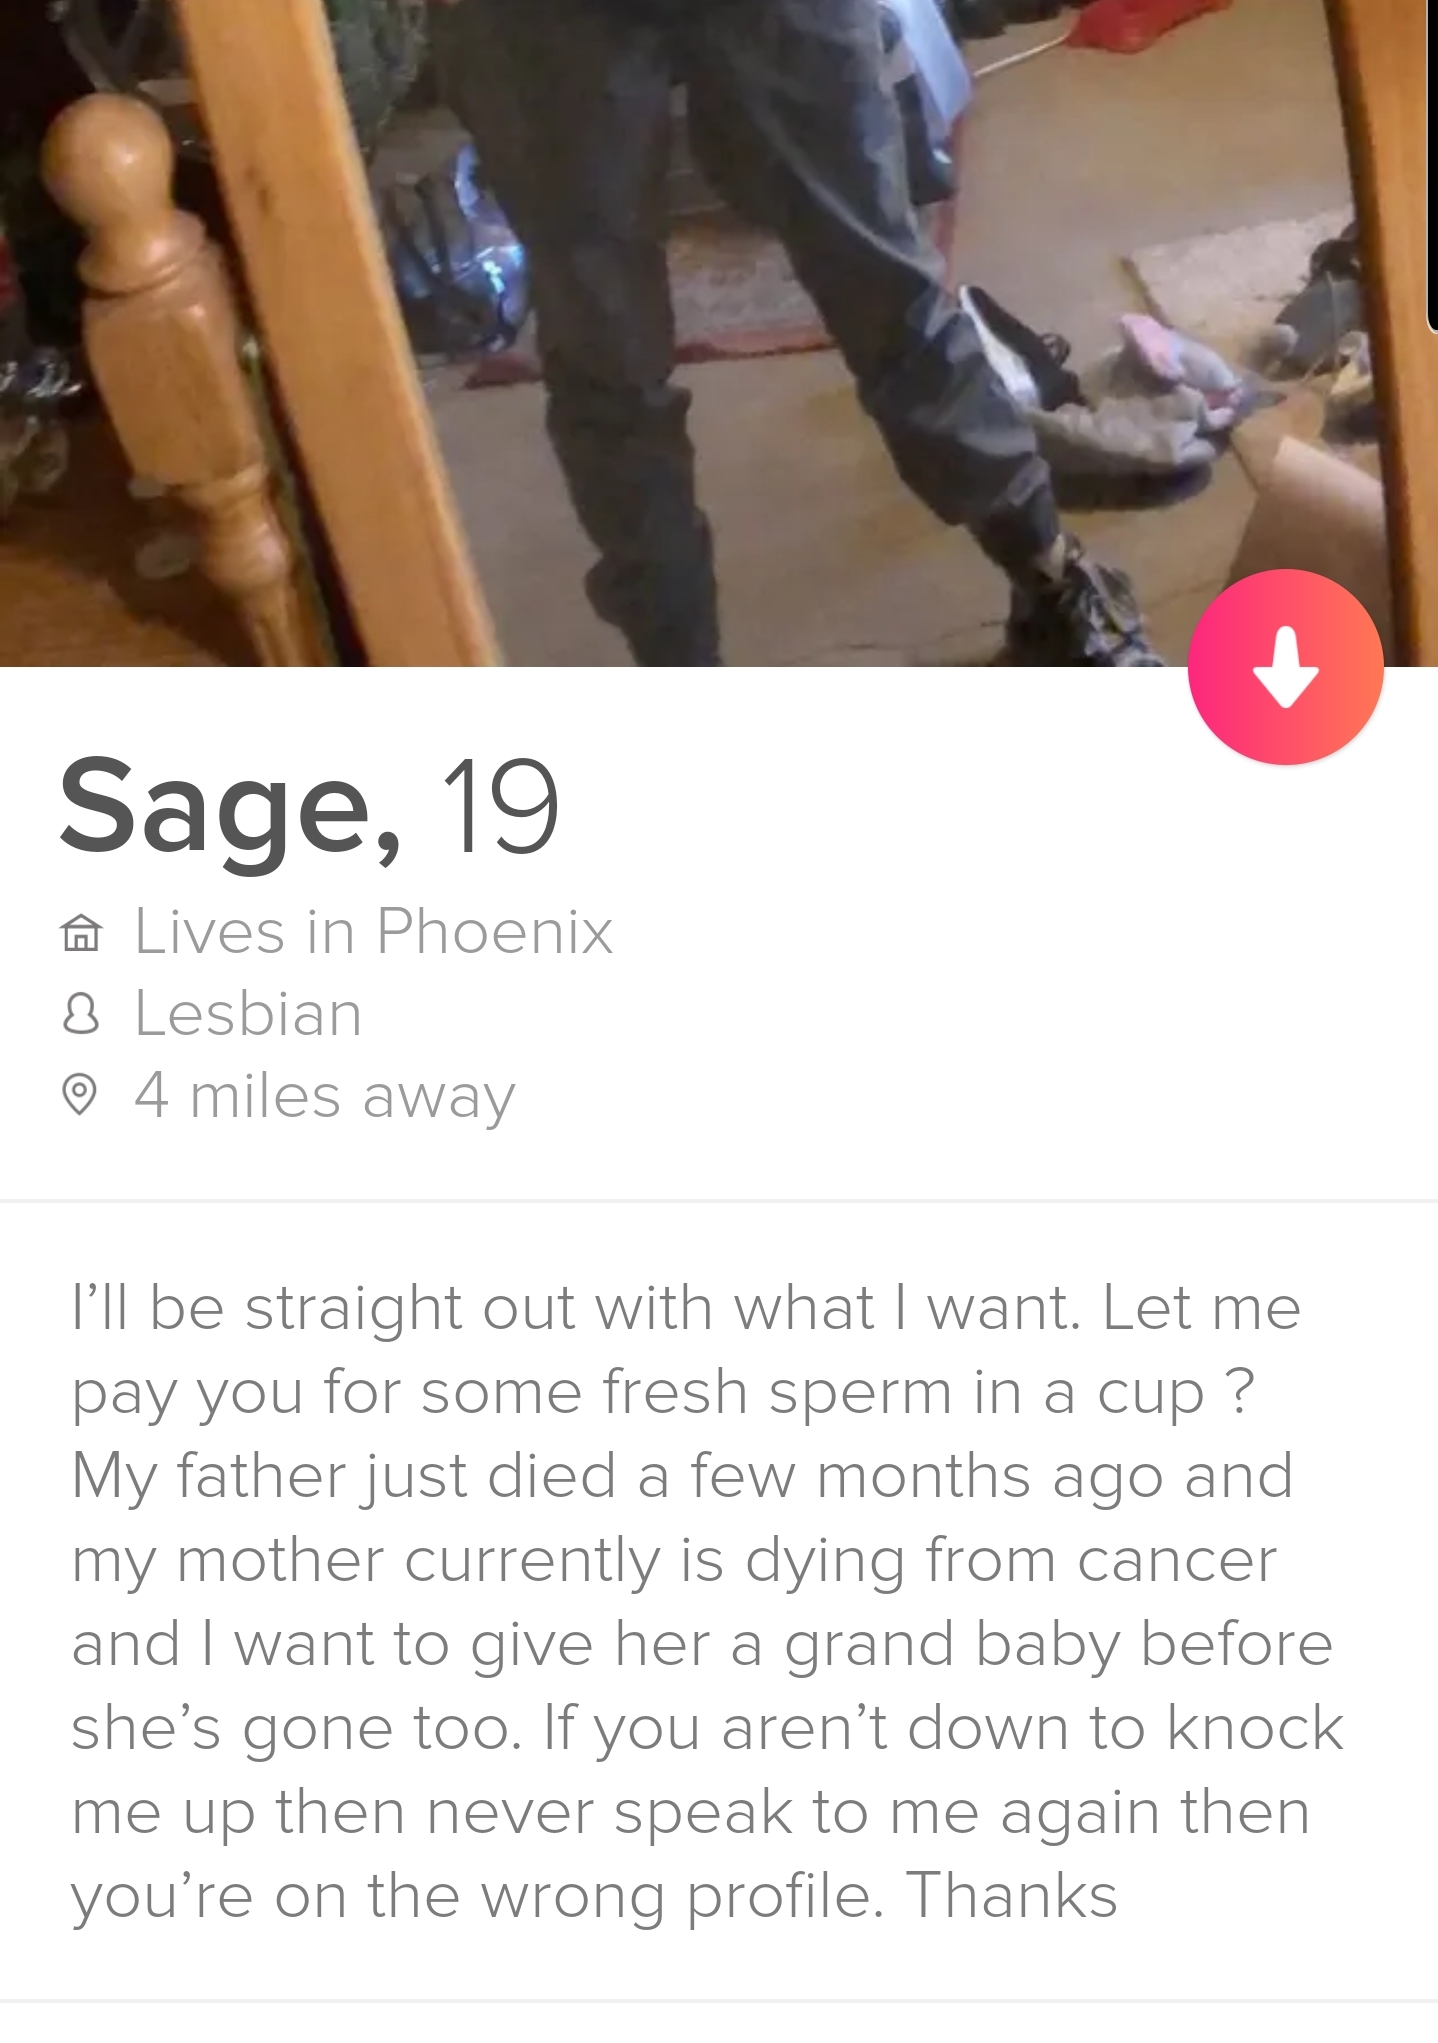 Sage, 19
Lives in Phoenix
Lesbian
4 miles away
I'll be straight out with what I want. Let me
pay you for some fresh sperm in a cup ?
My father just died a few months ago and
my mother currently is dying from cancer
and I want to give her a grand baby before
she's gone too. If you aren't down to knock
me up then never speak to me again then
you're on the wrong profile. Thanks